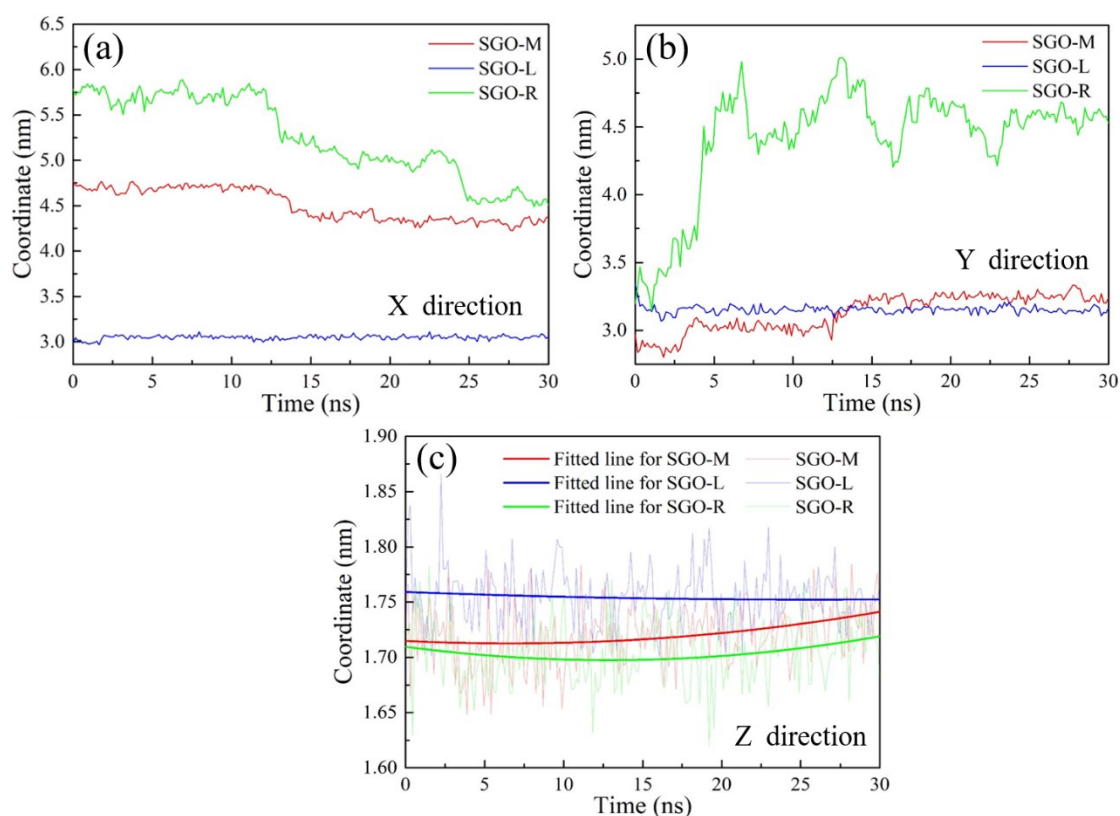 (a)
SGO-M
SGO-L
SGO-R
X direction
Coordinate (nm)
6.5
6.0
5.5
5.0
4.5
4.0
3.5
3.0
0 5 10 15 20 25 30
Time (ns)
(b)
SGO-M
SGO-L
SGO-R
Y direction
Coordinate (nm)
5.0
4.5
4.0
3.5
3.0
0 5 10 15 20 25 30
Time (ns)
(c)
Fitted line for SGO-M SGO-M
Fitted line for SGO-L SGO-L
Fitted line for SGO-R SGO-R
Z direction
Coordinate (nm)
1.90
1.85
1.80
1.75
1.70
1.65
1.60
0 5 10 15 20 25 30
Time (ns)